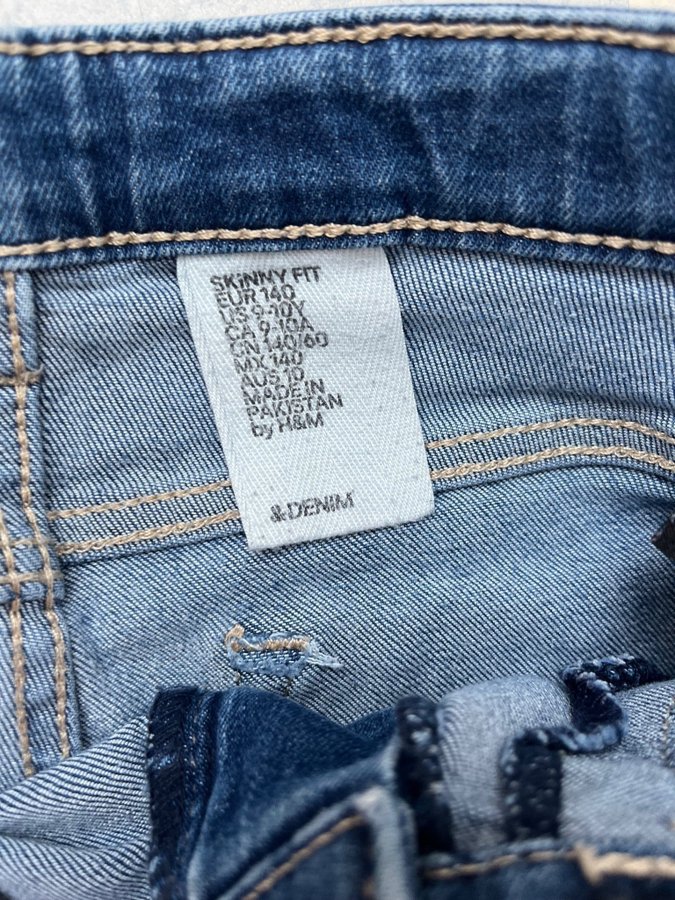 SKINNY FIT
EUR 140
US 9-10Y
CA 9-10A
CN 140/60
MX 140
AUS 10
MADE IN
PAKISTAN
by H&M
&DENIM